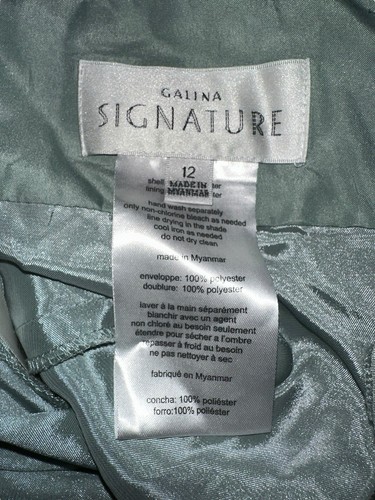 GALINA
SIGNATURE
12
MADE IN
MYANMAR
shell
lining
hand wash separately
only non-chlorine bleach as needed
line drying in the shade
cool iron as needed
do not dry clean
made in Myanmar
enveloppe: 100% polyester
doublure: 100% polyester
laver à la main séparément
blanchir avec un agent
non chloré au besoin seulement
étendre pour sécher a l'ombre
repasser à froid au besoin
ne pas nettoyer à sec
fabriqué en Myanmar
concha: 100% poliéster
forro:100% poliéster